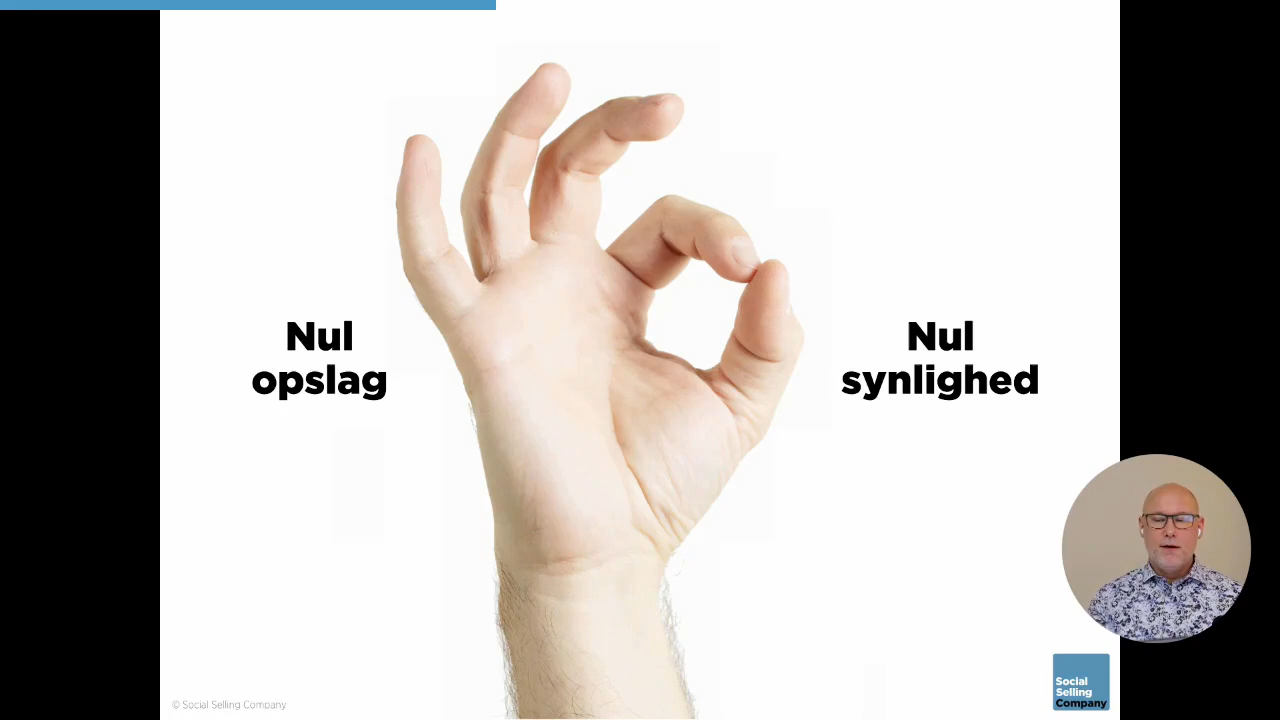 Nul
opslag
Nul
synlighed
© Social Selling Company
Social
Selling
Company